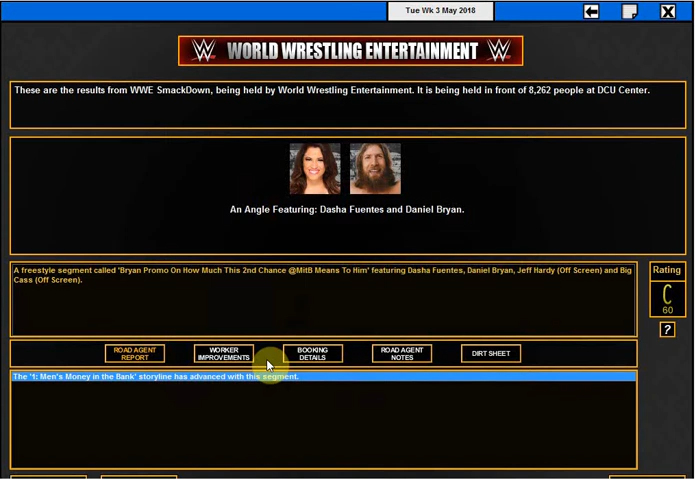 Tue Wk 3 May 2018
WORLD WRESTLING ENTERTAINMENT
These are the results from WWE SmackDown, being held by World Wrestling Entertainment. It is being held in front of 8,262 people at DCU Center.
An Angle Featuring: Dasha Fuentes and Daniel Bryan.
A freestyle segment called 'Bryan Promo On How Much This 2nd Chance @MitB Means To Him' featuring Dasha Fuentes, Daniel Bryan, Jeff Hardy (Off Screen) and Big
Cass (Off Screen).
Rating
C
60
?
ROAD AGENT
REPORT
WORKER
IMPROVEMENTS
BOOKING
DETAILS
ROAD AGENT
NOTES
DIRT SHEET
The '1: Men's Money in the Bank' storyline has advanced with this segment.